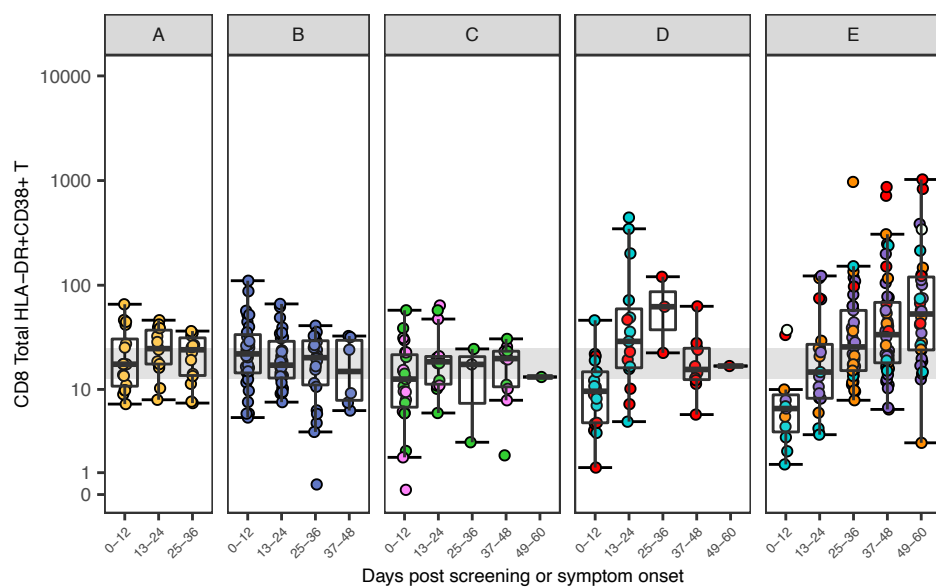 A B C D E
CD8 Total HLA−DR+CD38+ T
10000
1000
100
10
1
0
0−12 13−24 25−36 0−12 13−24 25−36 37−48 0−12 13−24 25−36 37−48 49−60 0−12 13−24 25−36 37−48 49−60 0−12 13−24 25−36 37−48 49−60
Days post screening or symptom onset